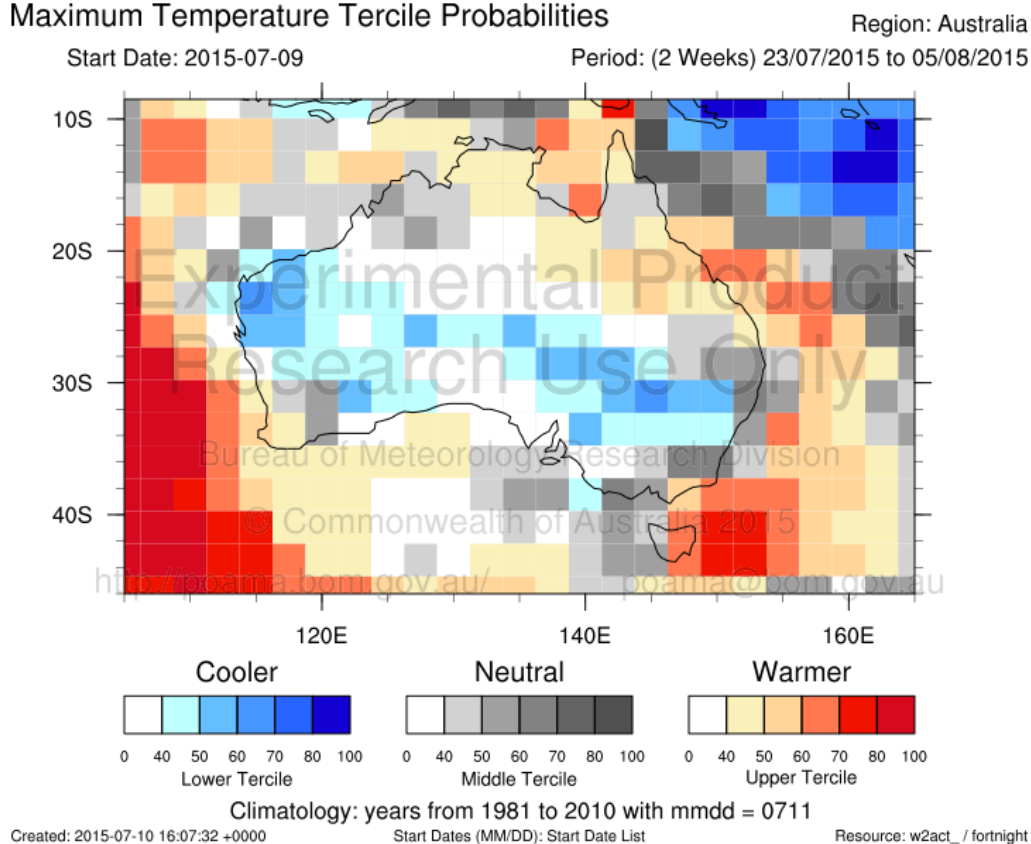 Maximum Temperature Tercile Probabilities
Region: Australia
Start Date: 2015-07-09
Period: (2 Weeks) 23/07/2015 to 05/08/2015
10S
20S
30S
40S
Experimental Product
Research Use Only
Bureau of Meteorology Research Division
© Commonwealth of Australia 2015
http://poama.bom.gov.au/
poama@bom.gov.au
120E 140E 160E
Cooler Neutral Warmer
0 40 50 60 70 80 100
0 40 50 60 70 80 100
0 40 50 60 70 80 100
Lower Tercile Middle Tercile Upper Tercile
Climatology: years from 1981 to 2010 with mmdd = 0711
Created: 2015-07-10 16:07:32 +0000
Start Dates (MM/DD): Start Date List
Resource: w2act_ / fortnight